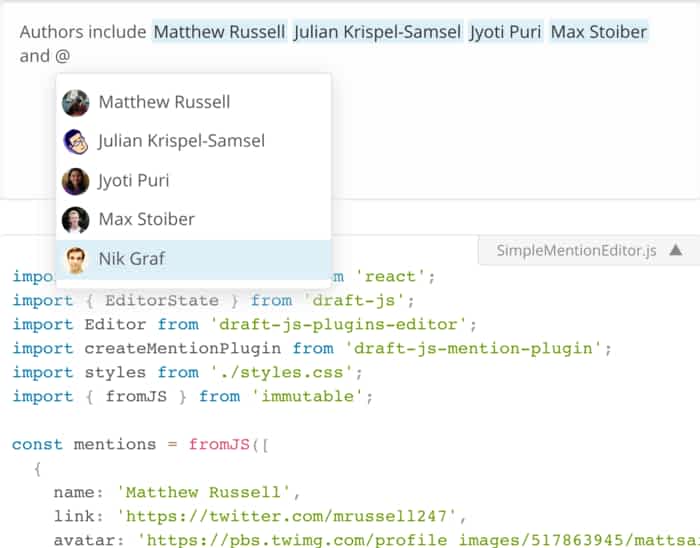 Authors include Matthew Russell Julian Krispel-Samsel Jyoti Puri Max Stoiber
and @
Matthew Russell
Julian Krispel-Samsel
Jyoti Puri
Max Stoiber
Nik Graf
SimpleMentionEditor.js ▲
impo m 'react';
import { EditorState } from 'draft-js';
import Editor from 'draft-js-plugins-editor';
import createMentionPlugin from 'draft-js-mention-plugin';
import styles from './styles.css';
import { fromJS } from 'immutable';
const mentions = fromJS([
{
name: 'Matthew Russell',
link: 'https://twitter.com/mrussell247',
avatar: 'https://pbs.twimg.com/profile_images/517863945/mattsa